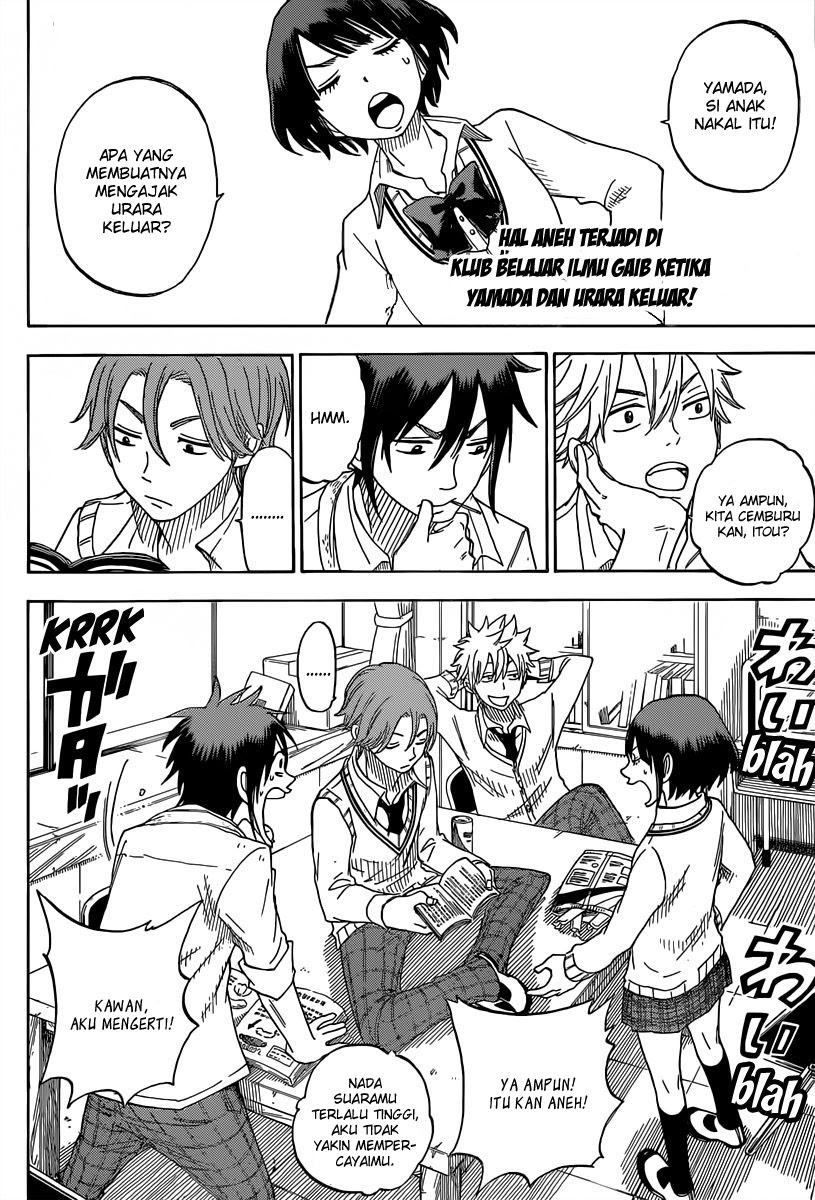 YAMADA,
SI ANAK
NAKAL ITU!
APA YANG
MEMBUATNYA
MENGAJAK
URARA
KELUAR?
HAL ANEH TERJADI DI
KLUB BELAJAR ILMU GAIB KETIKA
YAMADA DAN URARA KELUAR!
YA AMPUN,
KITA CEMBURU
KAN, ITOU?
HMM.
.........
わい
blah
.......
KRRK
ガタッ
わい
blah
YA AMPUN!
ITU KAN ANEH!
NADA
SUARAMU
TERLALU TINGGI,
AKU TIDAK
YAKIN MEMPER-
CAYAIMU.
KAWAN,
AKU MENGERTI!